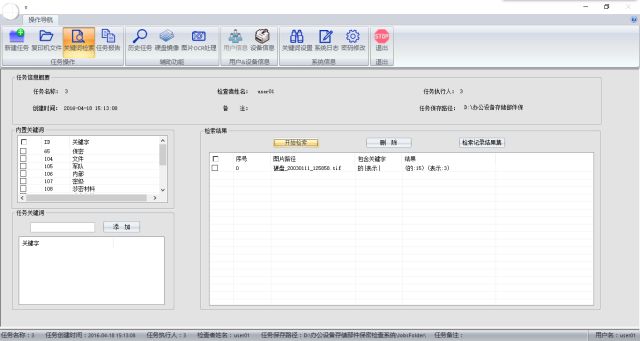 操作导航
新建任务 复印机文件 关键词检索 任务报告 历史任务 硬盘镜像 图片OCR处理 用户信息 设备信息 关键词设置 系统日志 密码修改 退出
任务操作 辅助功能 用户&设备信息 系统信息 退出
任务信息概要
任务名称: 3 检查者姓名: user01 任务执行人: 3
创建时间: 2016-04-18 15:13:08 备 注: 任务保存路径: D:\办公设备存储部件保
内置关键词
ID 关键字
65 保密
104 文件
105 军队
106 内部
107 密级
108 涉密材料
任务关键词
添 加
关键字
检索结果
开始检索 删 除 检索记录结果集
序号 图片路径 包含关键字 结果
0 硬盘_20030111_125858.tif 的|表示| (的:15) (表示:3)
任务名称：3 任务创建时间：2016-04-18 15:13:08 任务执行人：3 检查者姓名：user01 任务保存路径：D:\办公设备存储部件保密检查系统\JobsFolder\ 任务备注： 用户名：user01